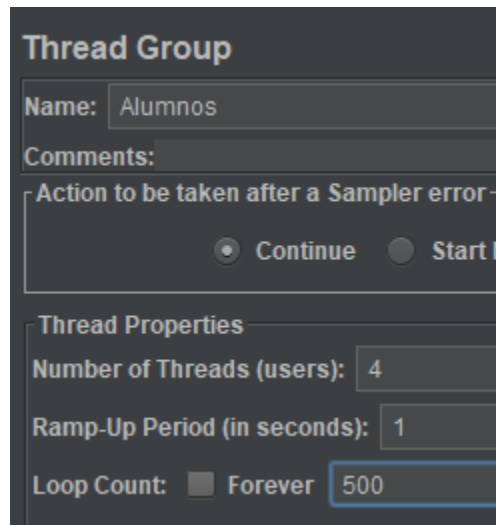 Thread Group
Name: Alumnos
Comments:
Action to be taken after a Sampler error
Continue Start
Thread Properties
Number of Threads (users): 4
Ramp-Up Period (in seconds): 1
Loop Count: Forever 500